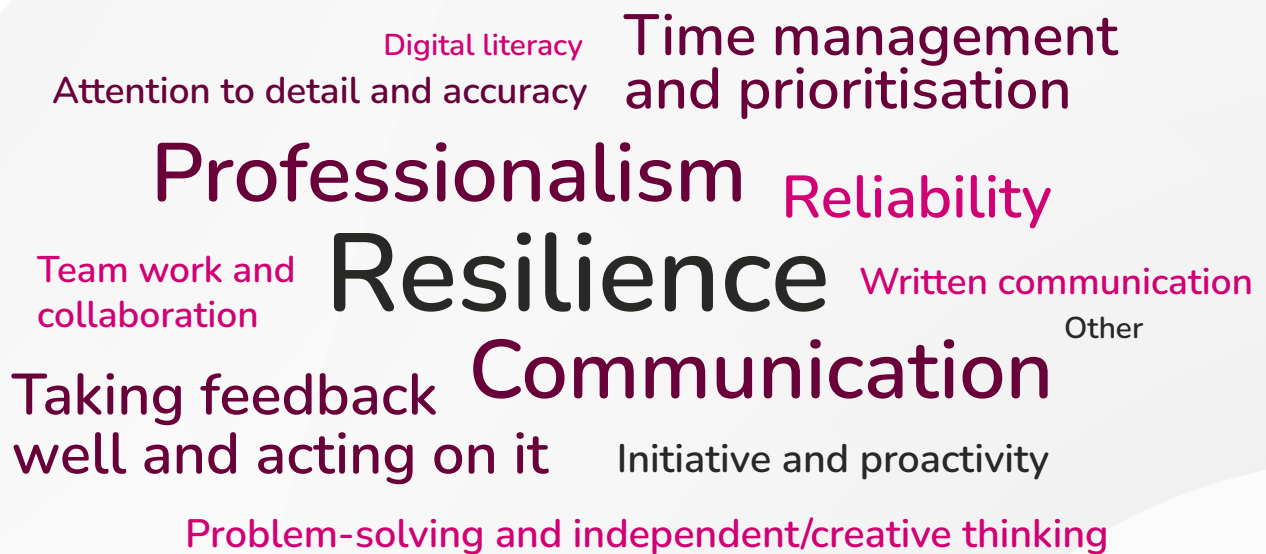 Digital literacy
Time management
and prioritisation
Attention to detail and accuracy
Professionalism
Reliability
Resilience
Team work and
collaboration
Written communication
Other
Communication
Taking feedback
well and acting on it
Initiative and proactivity
Problem-solving and independent/creative thinking